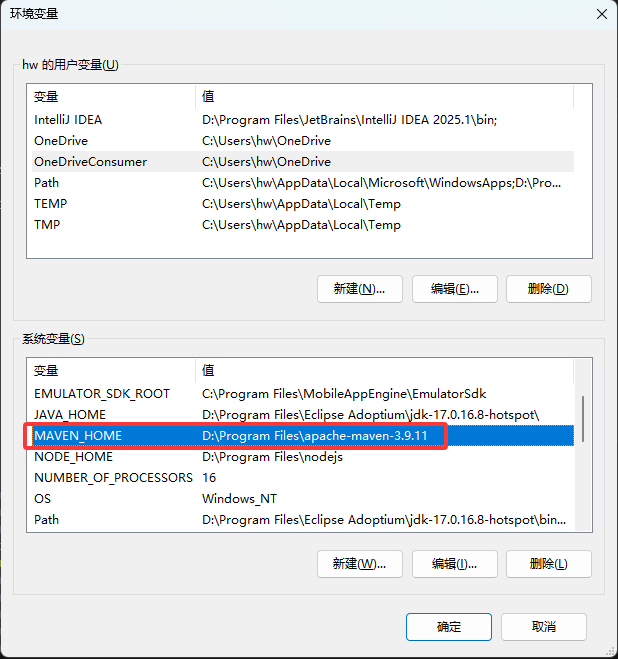 环境变量
hw 的用户变量(U)
变量 值
IntelliJ IDEA D:\Program Files\JetBrains\IntelliJ IDEA 2025.1\bin;
OneDrive C:\Users\hw\OneDrive
OneDriveConsumer C:\Users\hw\OneDrive
Path C:\Users\hw\AppData\Local\Microsoft\WindowsApps;D:\Pro...
TEMP C:\Users\hw\AppData\Local\Temp
TMP C:\Users\hw\AppData\Local\Temp
新建(N)... 编辑(E)... 删除(D)
系统变量(S)
变量 值
EMULATOR_SDK_ROOT C:\Program Files\MobileAppEngine\EmulatorSdk
JAVA_HOME D:\Program Files\Eclipse Adoptium\jdk-17.0.16.8-hotspot\
MAVEN_HOME D:\Program Files\apache-maven-3.9.11
NODE_HOME D:\Program Files\nodejs
NUMBER_OF_PROCESSORS 16
OS Windows_NT
Path D:\Program Files\Eclipse Adoptium\jdk-17.0.16.8-hotspot\bin...
新建(W)... 编辑(I)... 删除(L)
确定 取消